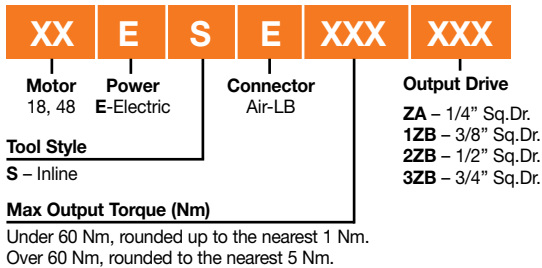 XX E S E XXX XXX
Motor Power Connector Output Drive
18, 48 E-Electric Air-LB
ZA – 1/4” Sq.Dr.
1ZB – 3/8” Sq.Dr.
2ZB – 1/2” Sq.Dr.
3ZB – 3/4” Sq.Dr.
Tool Style
S – Inline
Max Output Torque (Nm)
Under 60 Nm, rounded up to the nearest 1 Nm.
Over 60 Nm, rounded to the nearest 5 Nm.